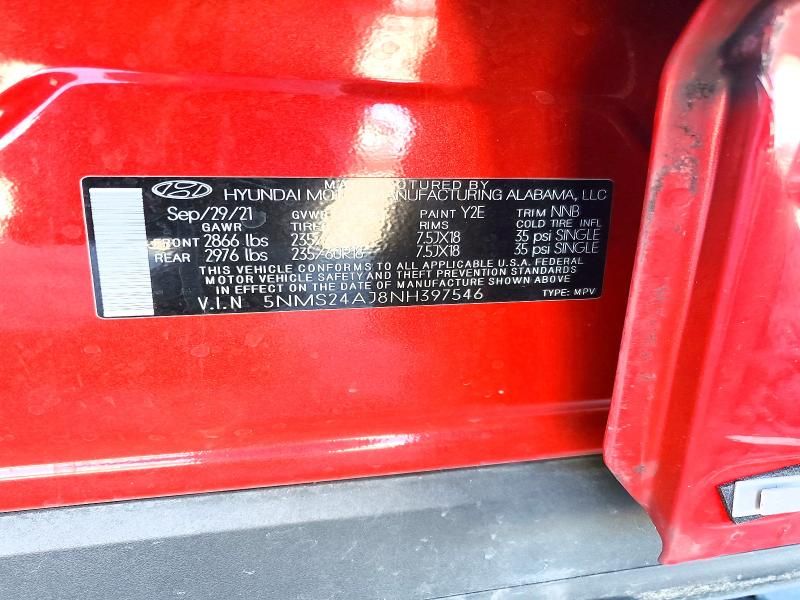 MANUFACTURED BY
HYUNDAI MOTOR MANUFACTURING ALABAMA, LLC
Sep/29/21 GVWR PAINT Y2E TRIM NNB
GAWR TIRES RIMS COLD TIRE INFL
FRONT 2866 lbs 7.5JX18 35 psi SINGLE
REAR 2976 lbs 235/60R18 7.5JX18 35 psi SINGLE
THIS VEHICLE CONFORMS TO ALL APPLICABLE U.S.A. FEDERAL
MOTOR VEHICLE SAFETY AND THEFT PREVENTION STANDARDS
IN EFFECT ON THE DATE OF MANUFACTURE SHOWN ABOVE
V.I.N 5NMS24AJ8NH397546 TYPE: MPV